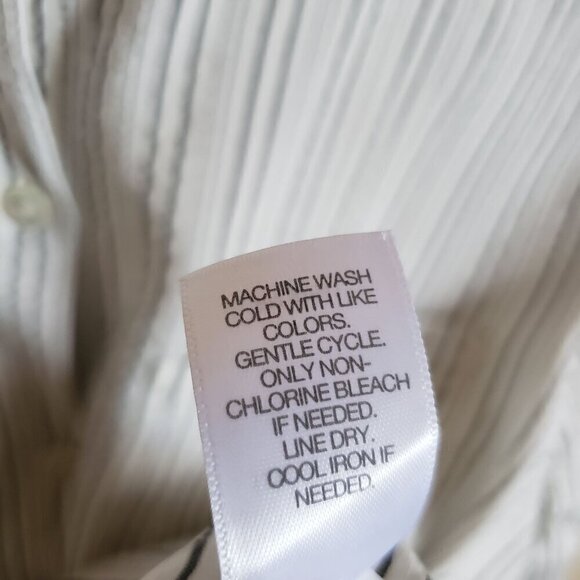 MACHINE WASH
COLD WITH LIKE
COLORS.
GENTLE CYCLE.
ONLY NON-
CHLORINE BLEACH
IF NEEDED.
LINE DRY.
COOL IRON IF
NEEDED.